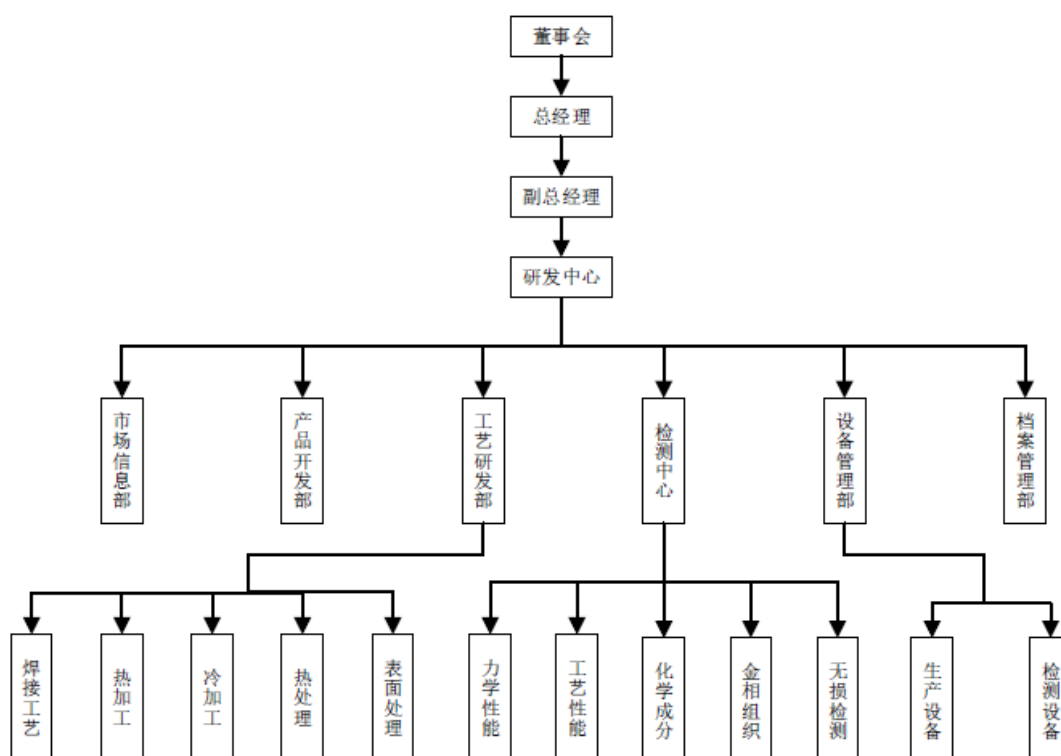 董事会
总经理
副总经理
研发中心
市场信息部
产品开发部
工艺研发部
检测中心
设备管理部
档案管理部
焊接工艺
热加工
冷加工
热处理
表面处理
力学性能
工艺性能
化学成分
金相组织
无损检测
生产设备
检测设备